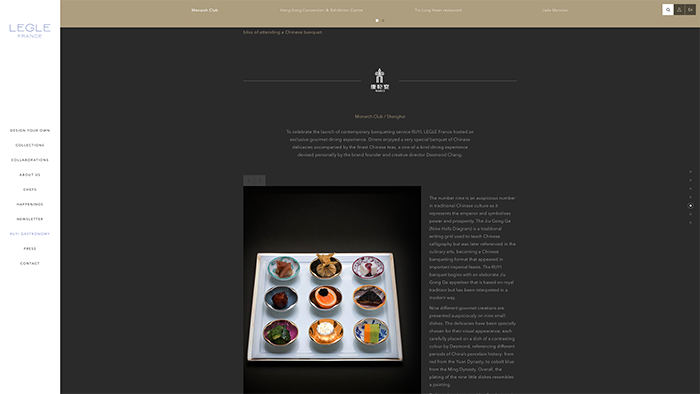 Monarch Club
Hong Kong Convention & Exhibition Center
Tin Lung Heen restaurant
En
LEGLE
FRANCE
bliss of attending a Chinese banquet.
Monarch Club / Shanghai
To celebrate the launch of contemporary banqueting service RUYI, LEGLE France hosted an
exclusive gourmet dining experience. Diners enjoyed a very special banquet of Chinese
delicacies accompanied by the finest Chinese teas, a one of a kind dining experience
devised personally by the brand founder and creative director Desmond Chang.
DESIGN YOUR OWN
COLLECTIONS
COLLABORATIONS
ABOUT US
CHEFS
HAPPENINGS
NEWSLETTER
RUYI GASTRONOMY
PRESS
CONTACT
The number nine is an auspicious number
in traditional Chinese culture as it
represents the emperor and symbolizes
power and prosperity. The Jiu Gong Ge
(Nine Halls Diagram) is a traditional
writing grid used to teach Chinese
calligraphy but was later referenced in the
culinary arts, becoming a Chinese
banqueting format that appeared in
important imperial feasts. The RUYI
banquet begins with an elaborate Jiu
Gong Ge appetiser that is based on royal
tradition but has been interpreted in a
modern way.
Nine different gourmet creations are
presented auspiciously on nine small
dishes. The delicacies have been specially
chosen for their visual appearance, each
carefully placed on a dish of a contrasting
colour by Desmond, referencing different
periods of China's porcelain history: from
red from the Yuan Dynasty, to cobalt blue
from the Ming Dynasty. Overall, the
plating of the nine little dishes resembles
a painting.